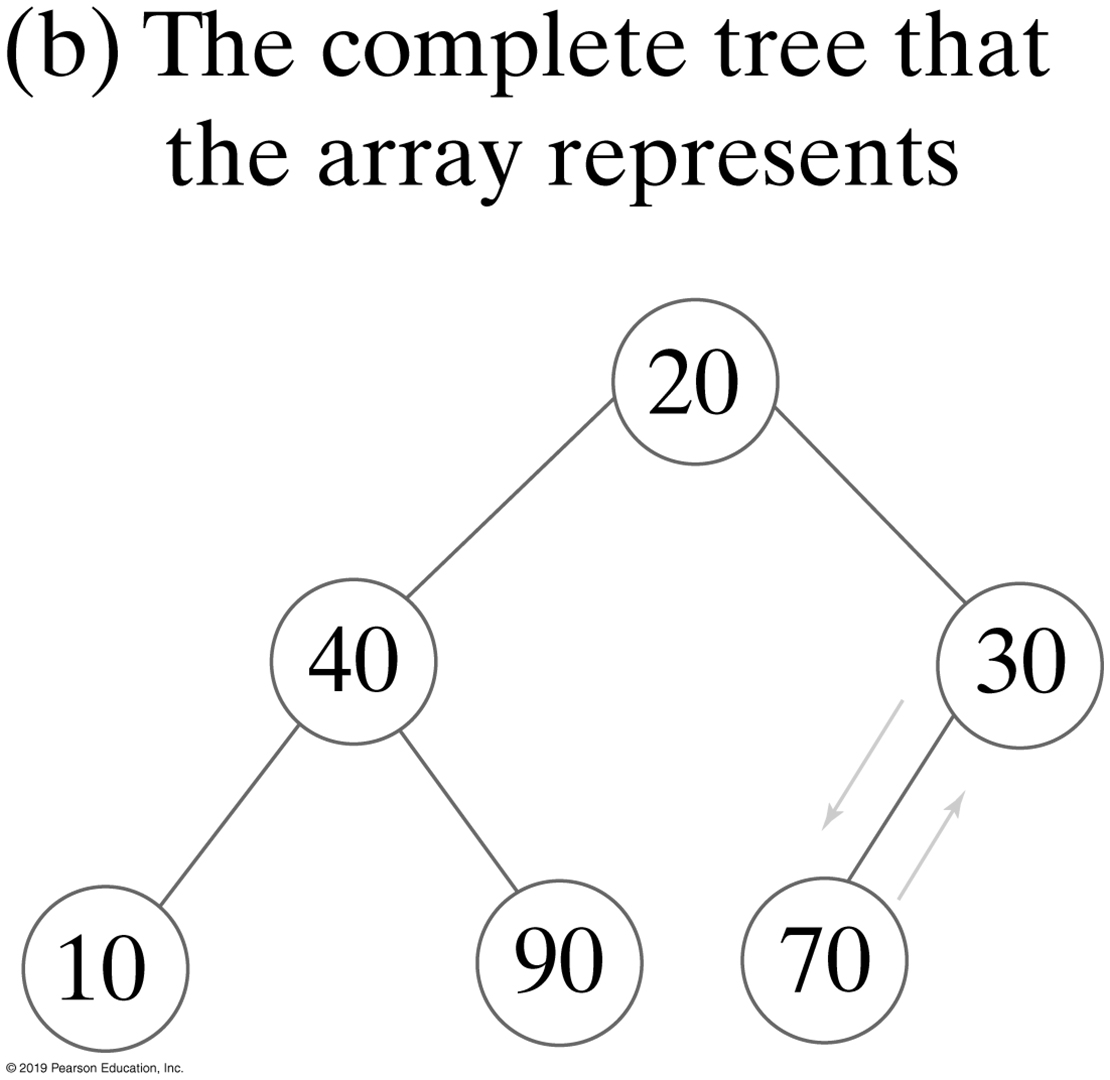 (b) The complete tree that
the array represents
20
40
30
10
90
70
© 2019 Pearson Education, Inc.